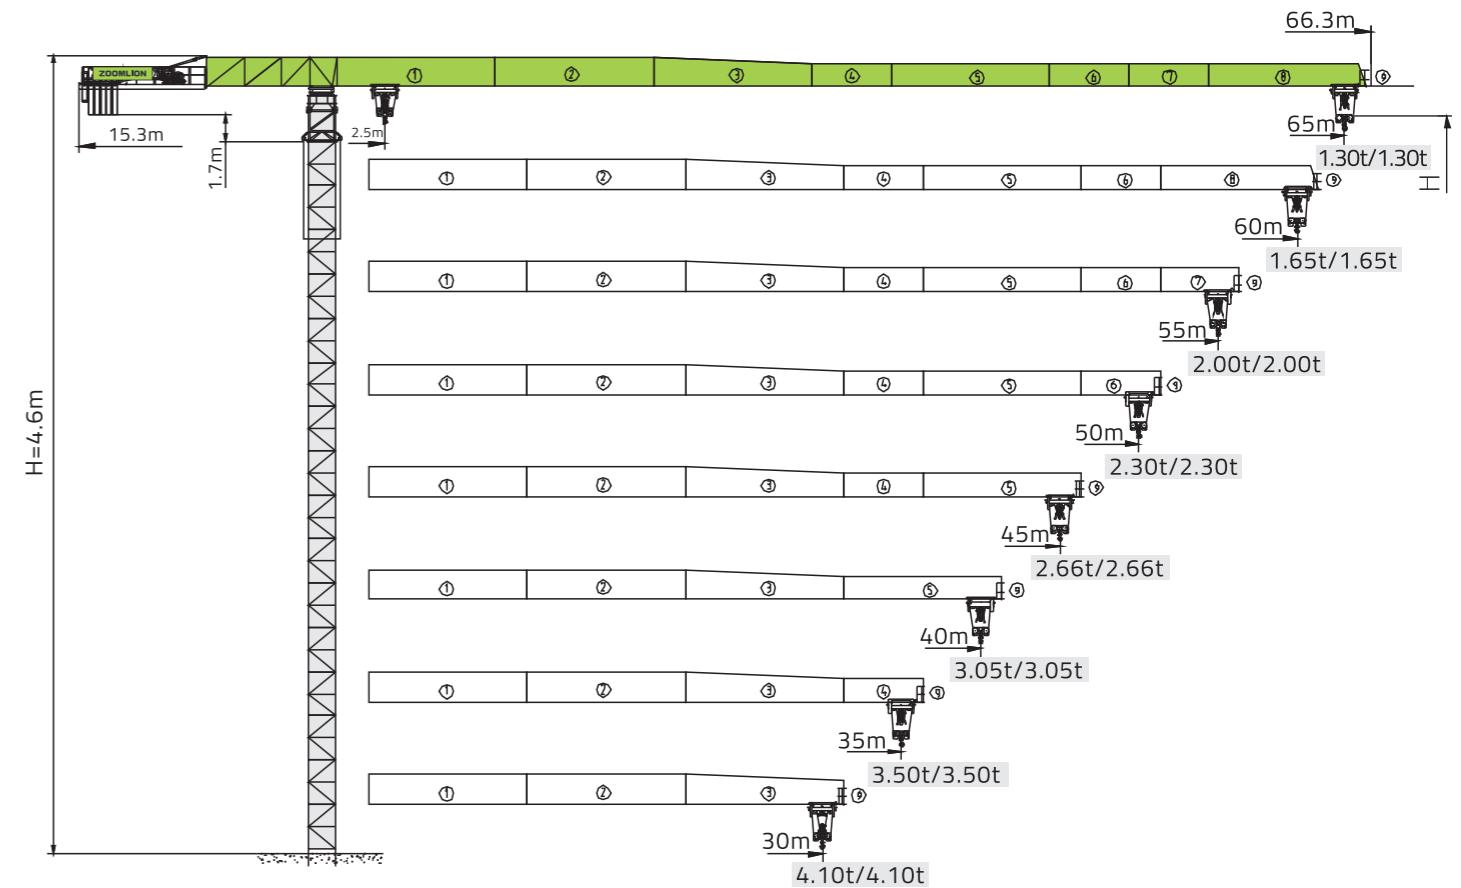 66.3m
ZOOMLION
① ② ③ ④ ⑤ ⑥ ⑦ ⑧ ⑨
15.3m
2.5m
65m
1.7m
1.30t/1.30t
H
① ② ③ ④ ⑤ ⑥ ⑧ ⑨
60m
1.65t/1.65t
① ② ③ ④ ⑤ ⑥ ⑦ ⑨
55m
2.00t/2.00t
① ② ③ ④ ⑤ ⑥ ⑨
50m
2.30t/2.30t
H=4.6m
① ② ③ ④ ⑤ ⑨
45m
2.66t/2.66t
① ② ③ ⑤ ⑨
40m
3.05t/3.05t
① ② ③ ④ ⑨
35m
3.50t/3.50t
① ② ③ ⑨
30m
4.10t/4.10t